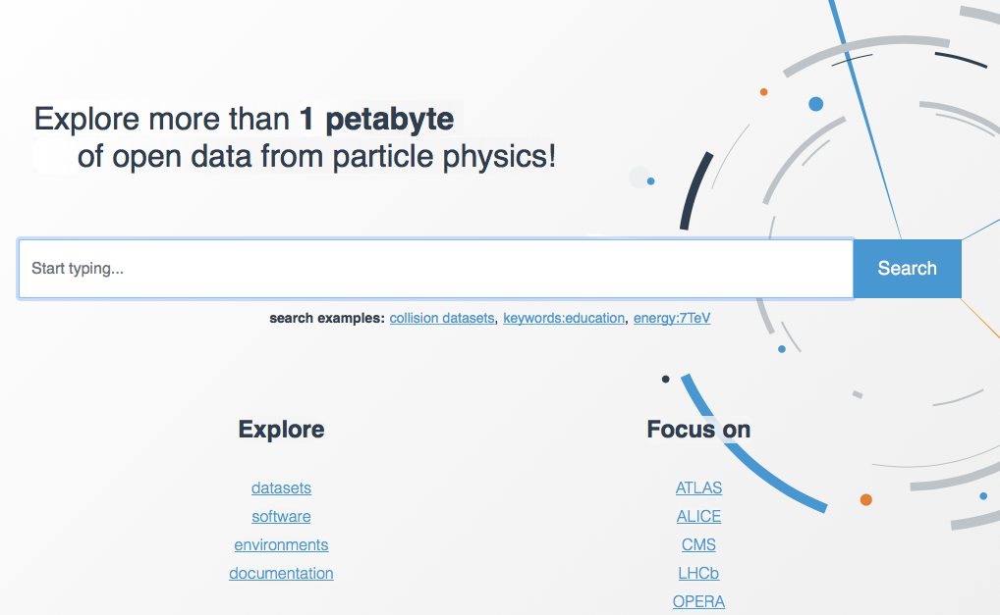 Explore more than 1 petabyte
of open data from particle physics!
Start typing...
Search
search examples: collision datasets, keywords:education, energy:7TeV
Explore
datasets
software
environments
documentation
Focus on
ATLAS
ALICE
CMS
LHCb
OPERA